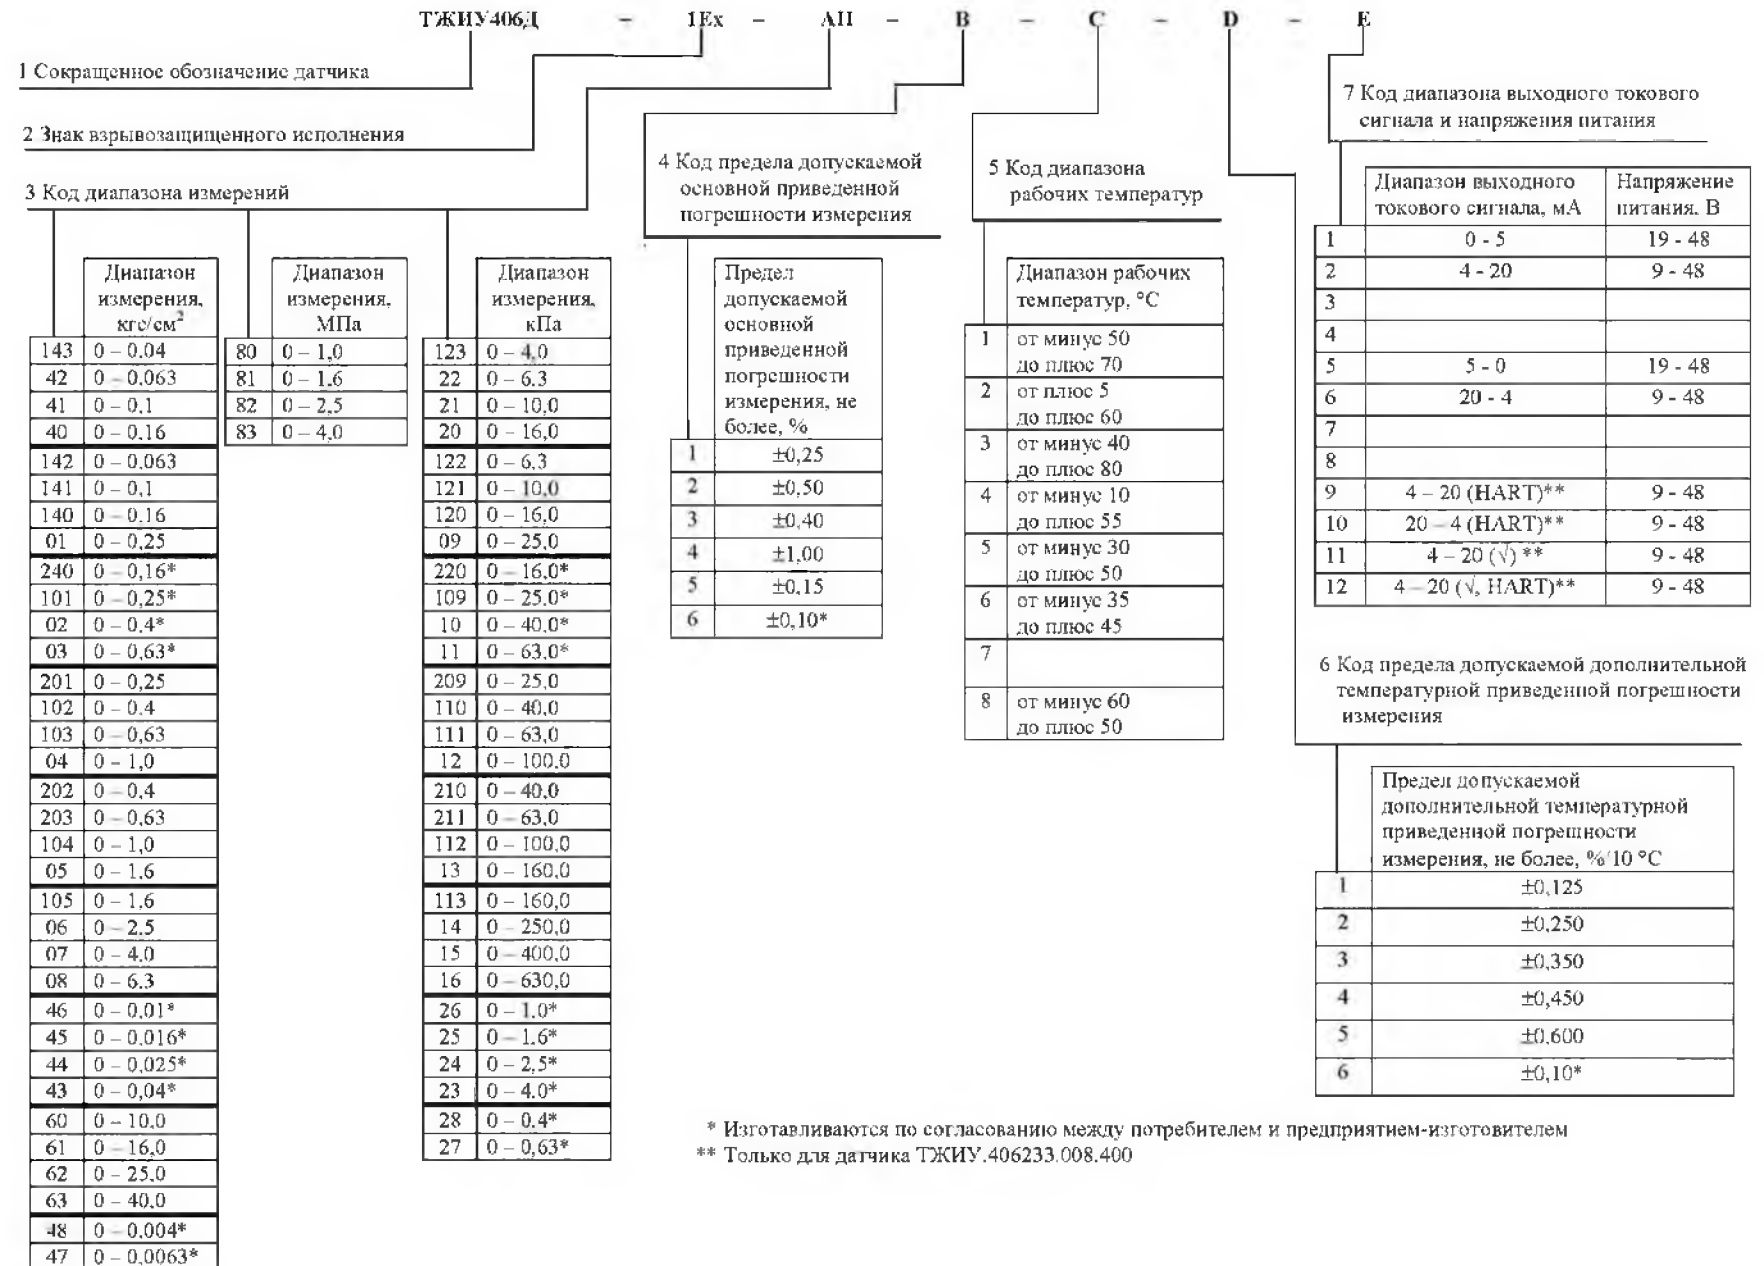 ТЖИУ406Д – 1Ex – АП – В – С – D – Е
1 Сокращенное обозначение датчика
2 Знак взрывозащищенного исполнения
3 Код диапазона измерений
Диапазон
измерения,
кгс/см²
143 0 – 0.04
42 0 – 0.063
41 0 – 0.1
40 0 – 0.16
142 0 – 0.063
141 0 – 0,1
140 0 – 0.16
01 0 – 0,25
240 0 – 0,16*
101 0 – 0,25*
02 0 – 0.4*
03 0 – 0,63*
201 0 – 0,25
102 0 – 0.4
103 0 – 0,63
04 0 – 1,0
202 0 – 0,4
203 0 – 0,63
104 0 – 1,0
05 0 – 1.6
105 0 – 1,6
06 0 – 2.5
07 0 – 4.0
08 0 – 6.3
46 0 – 0,01*
45 0 – 0,016*
44 0 – 0,025*
43 0 – 0,04*
60 0 – 10.0
61 0 – 16,0
62 0 – 25.0
63 0 – 40,0
48 0 – 0,004*
47 0 – 0,0063*
Диапазон
измерения,
МПа
80 0 – 1,0
81 0 – 1.6
82 0 – 2,5
83 0 – 4,0
Диапазон
измерения,
кПа
123 0 – 4,0
22 0 – 6.3
21 0 – 10,0
20 0 – 16,0
122 0 – 6,3
121 0 – 10,0
120 0 – 16,0
09 0 – 25,0
220 0 – 16,0*
109 0 – 25.0*
10 0 – 40,0*
11 0 – 63,0*
209 0 – 25,0
110 0 – 40,0
111 0 – 63,0
12 0 – 100.0
210 0 – 40,0
211 0 – 63,0
112 0 – 100,0
13 0 – 160,0
113 0 – 160,0
14 0 – 250,0
15 0 – 400,0
16 0 – 630,0
26 0 – 1.0*
25 0 – 1.6*
24 0 – 2,5*
23 0 – 4.0*
28 0 – 0,4*
27 0 – 0,63*
4 Код предела допускаемой
основной приведенной
погрешности измерения
Предел
допускаемой
основной
приведенной
погрешности
измерения, не
более, %
1 ±0,25
2 ±0,50
3 ±0,40
4 ±1,00
5 ±0,15
6 ±0,10*
5 Код диапазона
рабочих температур
Диапазон рабочих
температур, °С
1 от минус 50
до плюс 70
2 от плюс 5
до плюс 60
3 от минус 40
до плюс 80
4 от минус 10
до плюс 55
5 от минус 30
до плюс 50
6 от минус 35
до плюс 45
7
8 от минус 60
до плюс 50
7 Код диапазона выходного токового
сигнала и напряжения питания
Диапазон выходного Напряжение
токового сигнала, мА питания. В
1 0 - 5 19 - 48
2 4 - 20 9 - 48
3
4
5 5 - 0 19 - 48
6 20 - 4 9 - 48
7
8
9 4 – 20 (HART)** 9 - 48
10 20 – 4 (HART)** 9 - 48
11 4 – 20 (√) ** 9 - 48
12 4 – 20 (√, HART)** 9 - 48
6 Код предела допускаемой дополнительной
температурной приведенной погрешности
измерения
Предел допускаемой
дополнительной температурной
приведенной погрешности
измерения, не более, %/10 °С
1 ±0,125
2 ±0,250
3 ±0,350
4 ±0,450
5 ±0,600
6 ±0,10*
* Изготавливаются по согласованию между потребителем и предприятием-изготовителем
** Только для датчика ТЖИУ.406233.008.400